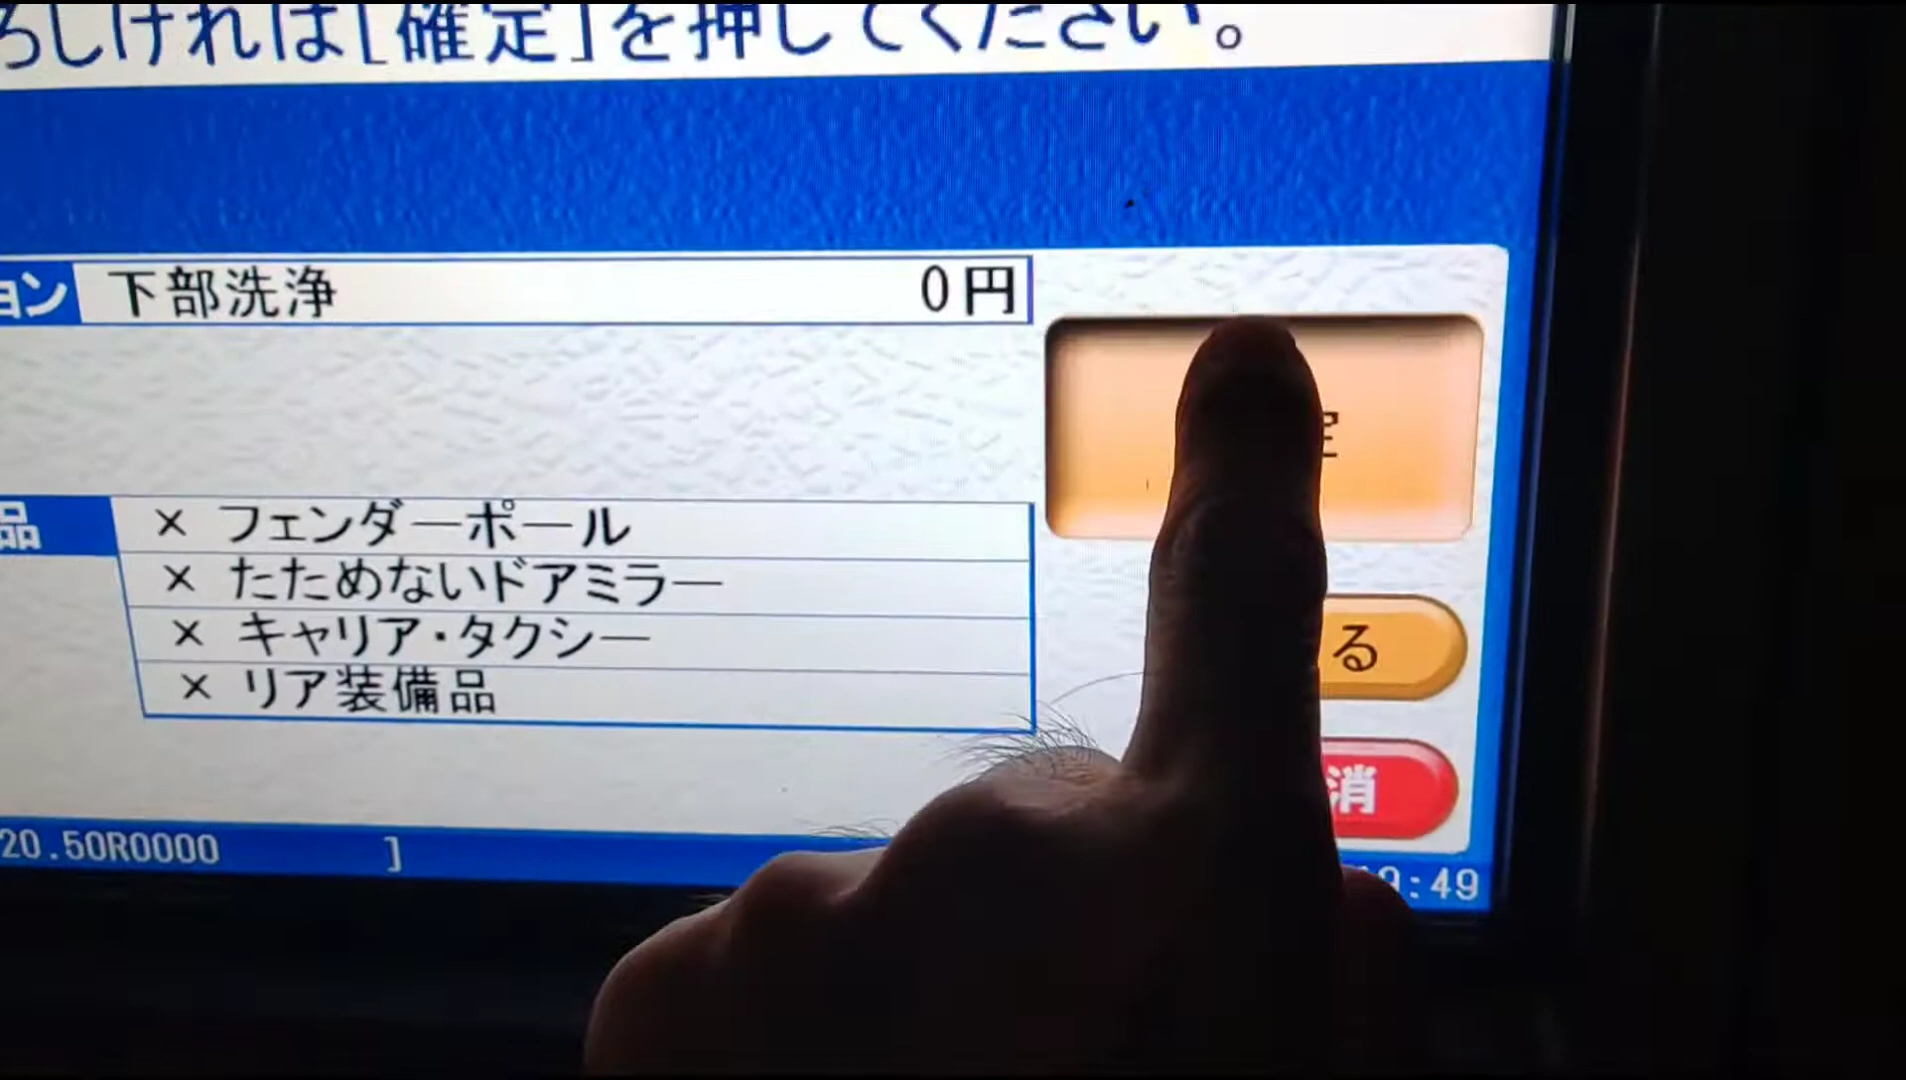 ろしければ[確定]を押してください。
ョン 下部洗浄 0円
定
品 × フェンダーポール
× たためないドアミラー
× キャリア・タクシー
× リア装備品
る
消
20.50R0000 ]
9:49